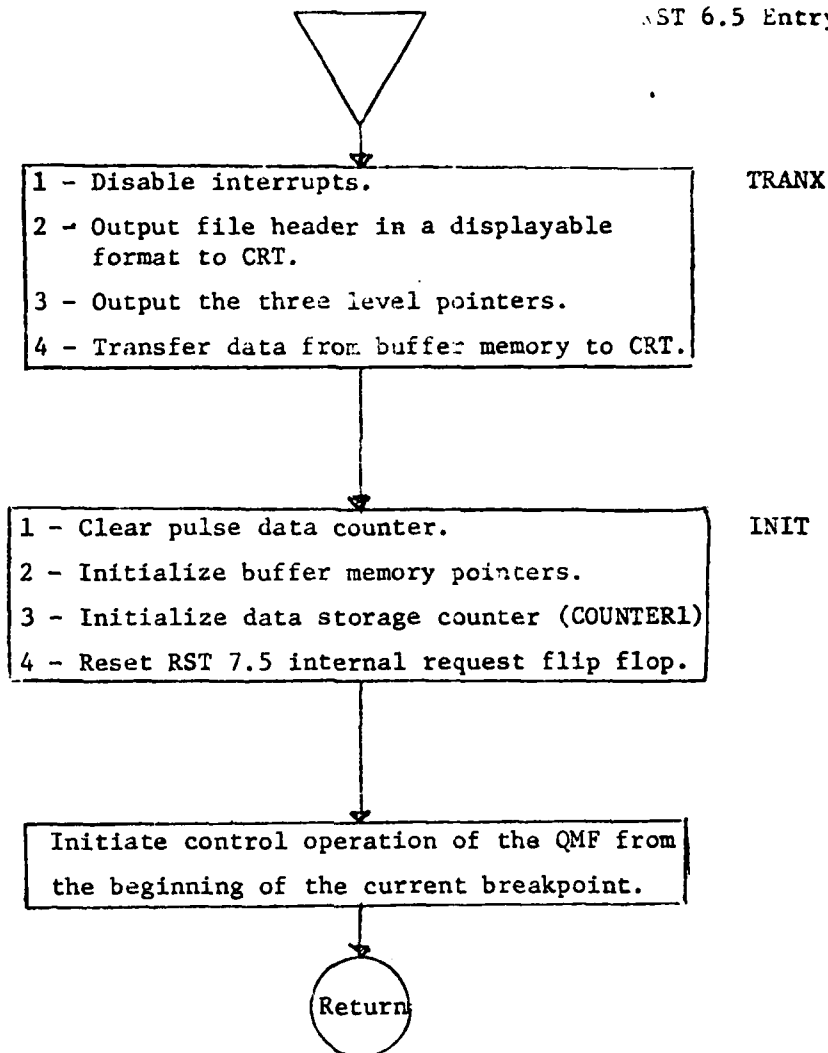 RST 6.5 Entry
1 - Disable interrupts.
TRANX
2 - Output file header in a displayable
format to CRT.
3 - Output the three level pointers.
4 - Transfer data from buffer memory to CRT.
1 - Clear pulse data counter.
INIT
2 - Initialize buffer memory pointers.
3 - Initialize data storage counter (COUNTER1)
4 - Reset RST 7.5 internal request flip flop.
Initiate control operation of the QMF from
the beginning of the current breakpoint.
Return